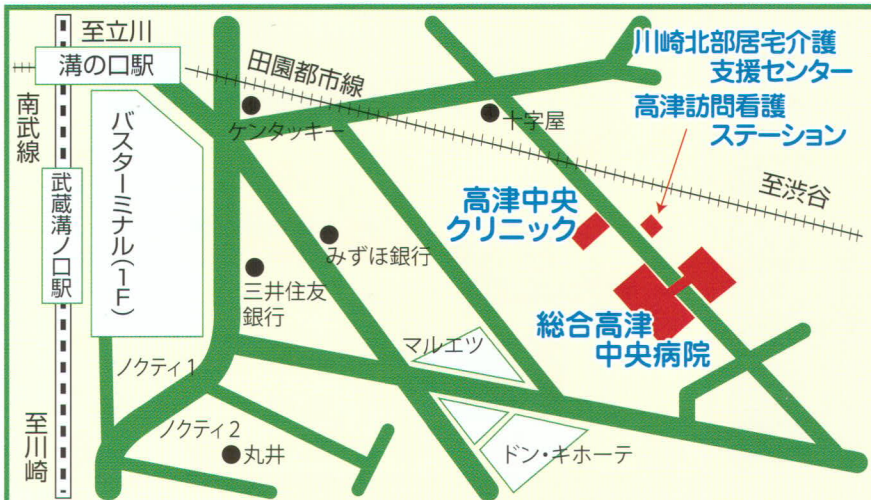 至立川
溝の口駅
田園都市線
川崎北部居宅介護
支援センター
高津訪問看護
ステーション
南武線
バスターミナル(1F)
ケンタッキー
十字屋
至渋谷
武蔵溝ノ口駅
高津中央
クリニック
みずほ銀行
三井住友
銀行
総合高津
中央病院
マルエツ
ノクティ1
至川崎
ノクティ2
丸井
ドン・キホーテ